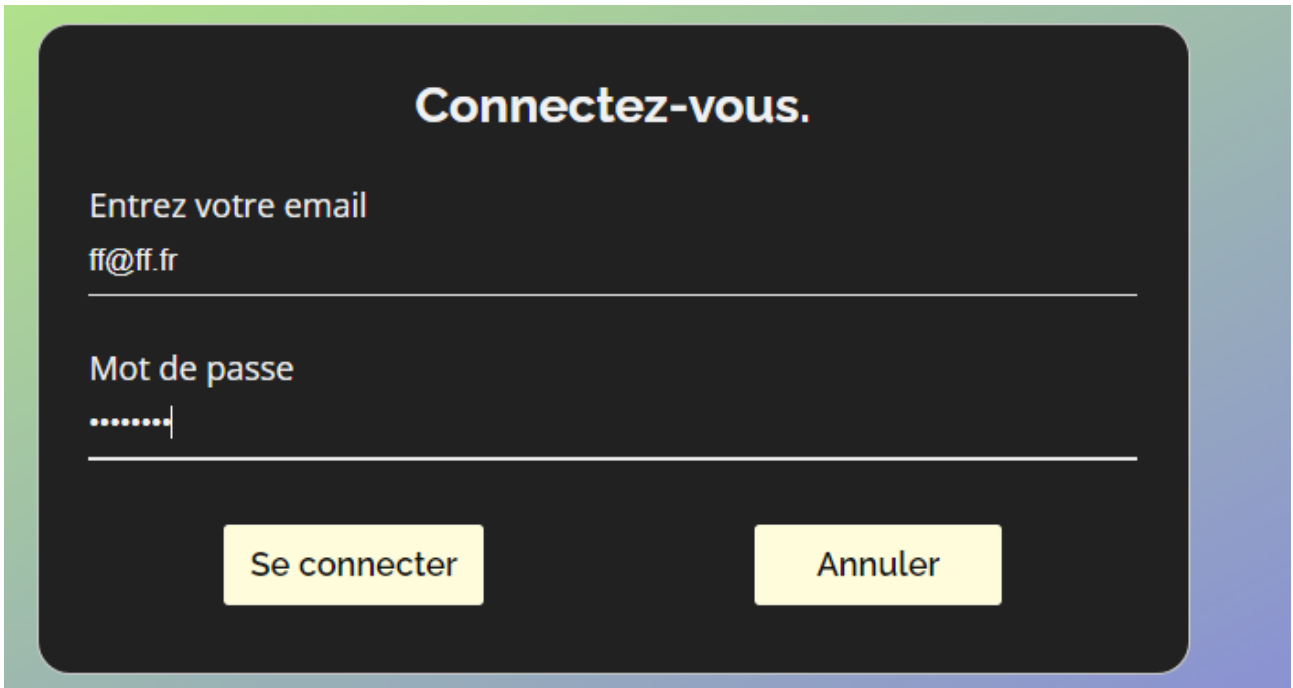 Connectez-vous.
Entrez votre email
ff@ff.fr
Mot de passe
••••••••
Se connecter
Annuler